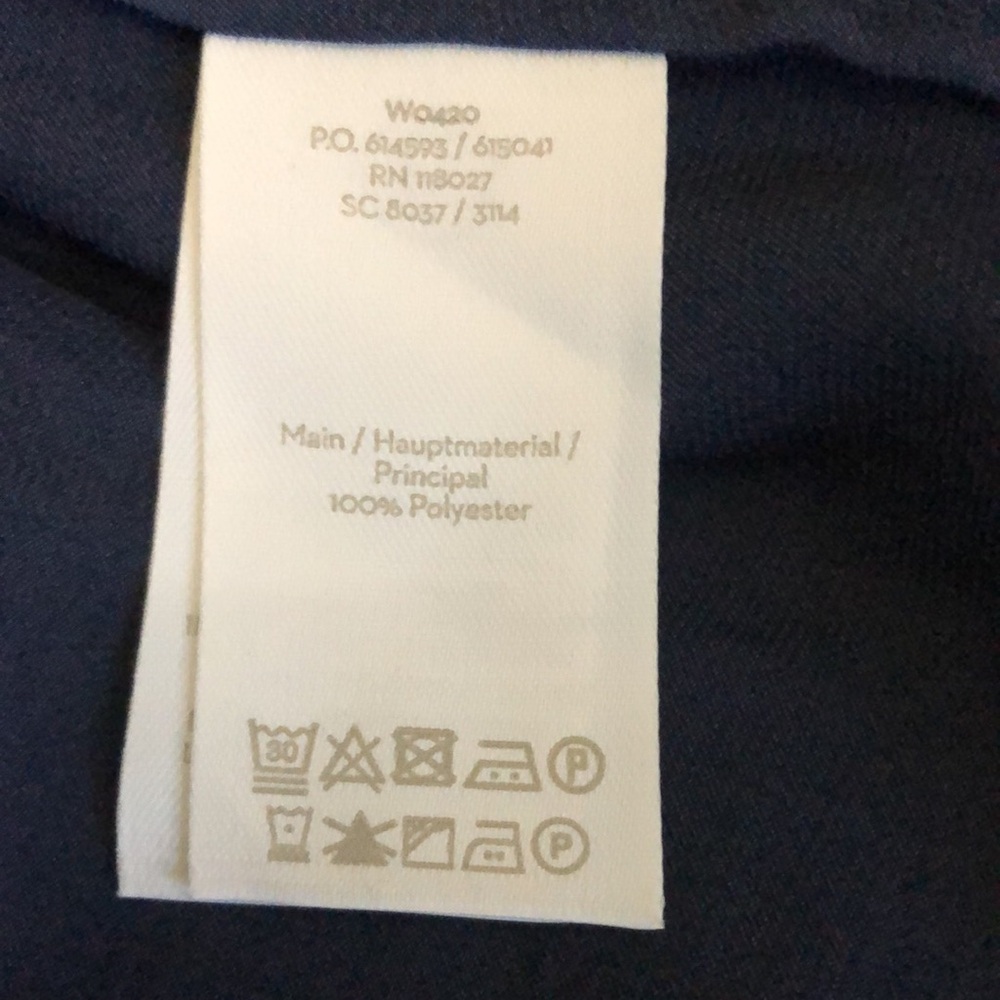 W0420
P.O. 614593 / 615041
RN 118027
SC 8037 / 3114
Main / Hauptmaterial /
Principal
100% Polyester
30
P
P